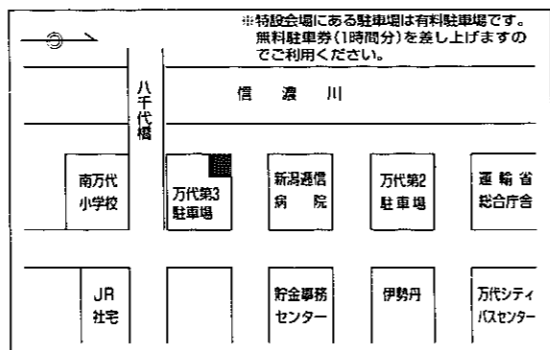 ※特設会場にある駐車場は有料駐車場です。
無料駐車券(1時間分)を差し上げますの
でご利用ください。
八千代橋
信濃川
南万代
小学校
万代第3
駐車場
新潟逓信
病院
万代第2
駐車場
運輸省
総合庁舎
JR
社宅
貯金事務
センター
伊勢丹
万代シティ
バスセンター